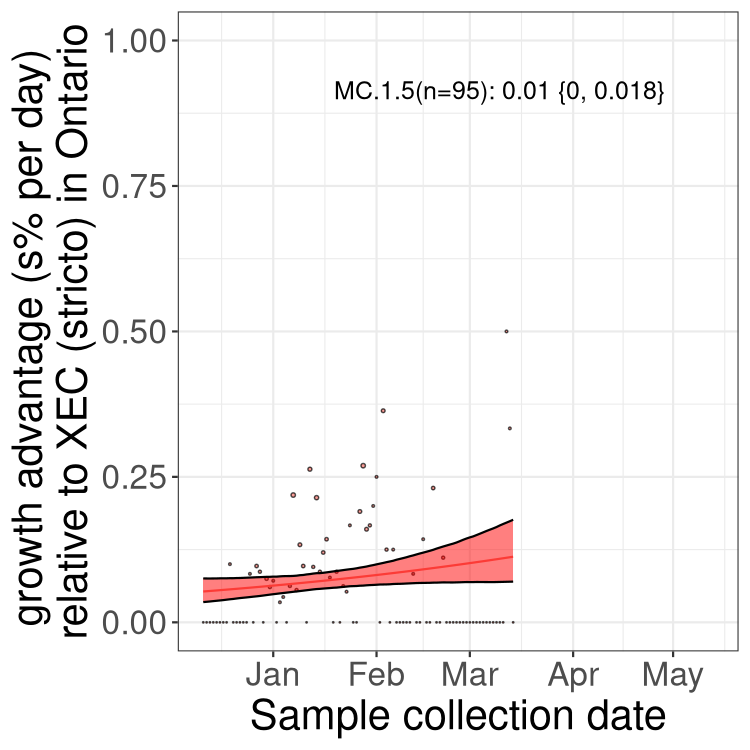 growth advantage (s% per day)
relative to XEC (stricto) in Ontario
1.00
0.75
0.50
0.25
0.00
MC.1.5(n=95): 0.01 {0, 0.018}
Jan Feb Mar Apr May
Sample collection date